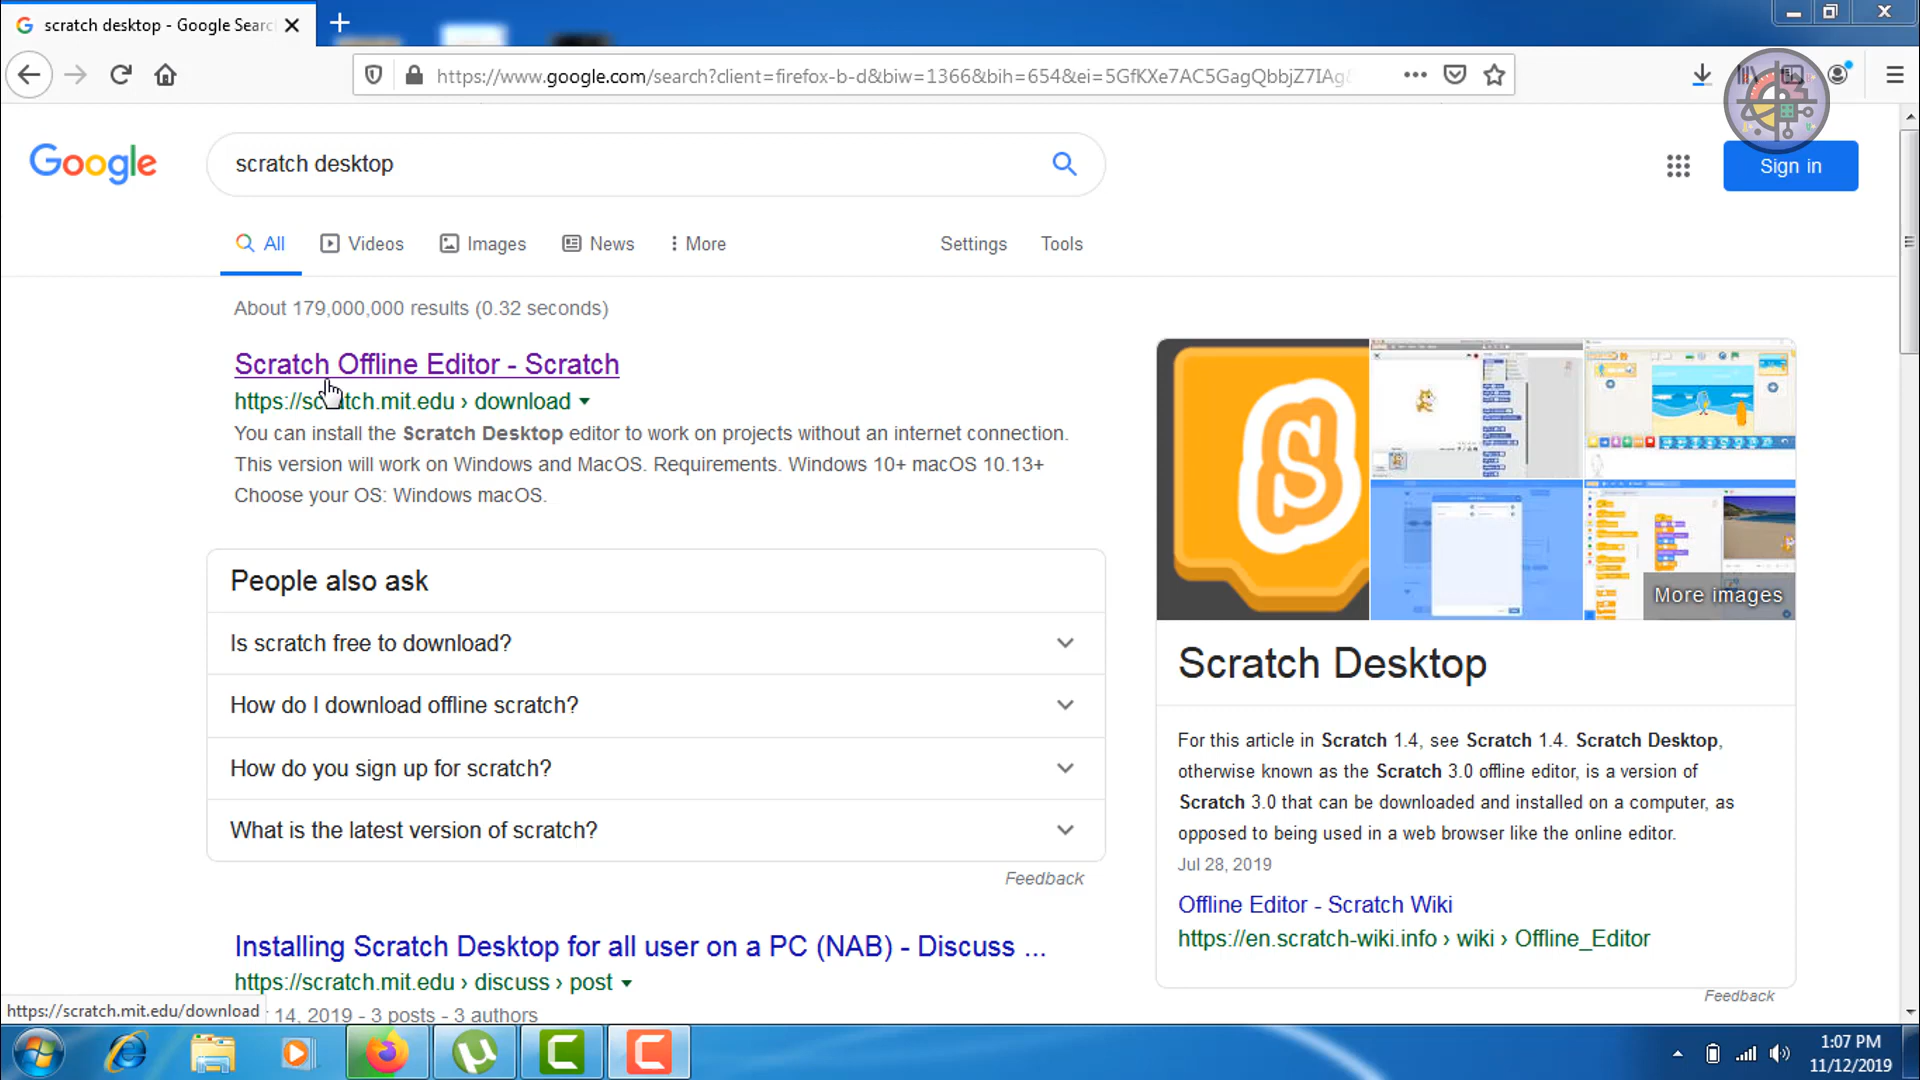 scratch desktop - Google Searc
https://www.google.com/search?client=firefox-b-d&biw=1366&bih=654&ei=5GfKXe7AC5GagQbbjZ7IAg&
Google
scratch desktop
Sign in
All
Videos
Images
News
More
Settings
Tools
About 179,000,000 results (0.32 seconds)
Scratch Offline Editor - Scratch
https://scratch.mit.edu › download
You can install the Scratch Desktop editor to work on projects without an internet connection.
This version will work on Windows and MacOS. Requirements. Windows 10+ macOS 10.13+
Choose your OS: Windows macOS.
People also ask
Is scratch free to download?
How do I download offline scratch?
How do you sign up for scratch?
What is the latest version of scratch?
Feedback
Installing Scratch Desktop for all user on a PC (NAB) - Discuss ...
https://scratch.mit.edu › discuss › post
14, 2019 - 3 posts - 3 authors
More images
Scratch Desktop
For this article in Scratch 1.4, see Scratch 1.4. Scratch Desktop,
otherwise known as the Scratch 3.0 offline editor, is a version of
Scratch 3.0 that can be downloaded and installed on a computer, as
opposed to being used in a web browser like the online editor.
Jul 28, 2019
Offline Editor - Scratch Wiki
https://en.scratch-wiki.info › wiki › Offline_Editor
Feedback
https://scratch.mit.edu/download
1:07 PM
11/12/2019